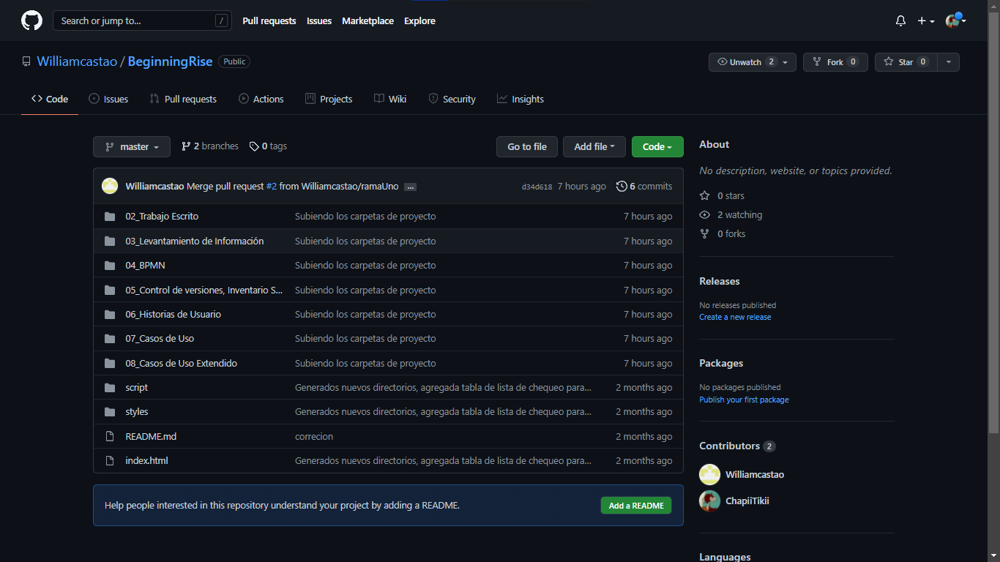 Search or jump to... /
Pull requests Issues Marketplace Explore
Williamcastao / BeginningRise Public
Unwatch 2 Fork 0 Star 0
Code Issues Pull requests Actions Projects Wiki Security Insights
master 2 branches 0 tags Go to file Add file Code
Williamcastao Merge pull request #2 from Williamcastao/ramaUno ... d34d618 7 hours ago 6 commits
02_Trabajo Escrito Subiendo los carpetas de proyecto 7 hours ago
03_Levantamiento de Información Subiendo los carpetas de proyecto 7 hours ago
04_BPMN Subiendo los carpetas de proyecto 7 hours ago
05_Control de versiones, Inventario S... Subiendo los carpetas de proyecto 7 hours ago
06_Historias de Usuario Subiendo los carpetas de proyecto 7 hours ago
07_Casos de Uso Subiendo los carpetas de proyecto 7 hours ago
08_Casos de Uso Extendido Subiendo los carpetas de proyecto 7 hours ago
script Generados nuevos directorios, agregada tabla de lista de chequeo para... 2 months ago
styles Generados nuevos directorios, agregada tabla de lista de chequeo para... 2 months ago
README.md correcion 2 months ago
index.html Generados nuevos directorios, agregada tabla de lista de chequeo para... 2 months ago
Help people interested in this repository understand your project by adding a README. Add a README
About
No description, website, or topics provided.
0 stars
2 watching
0 forks
Releases
No releases published
Create a new release
Packages
No packages published
Publish your first package
Contributors 2
Williamcastao
ChapiiTikii
Languages